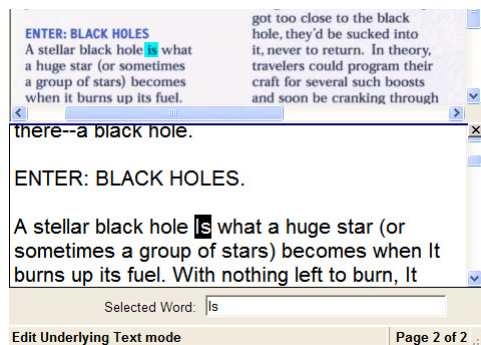 ENTER: BLACK HOLES
A stellar black hole is what
a huge star (or sometimes
a group of stars) becomes
when it burns up its fuel.
got too close to the black
hole, they'd be sucked into
it, never to return. In theory,
travelers could program their
craft for several such boosts
and soon be cranking through
there--a black hole.
ENTER: BLACK HOLES.
A stellar black hole Is what a huge star (or
sometimes a group of stars) becomes when It
burns up its fuel. With nothing left to burn, It
Selected Word: Is
Edit Underlying Text mode Page 2 of 2